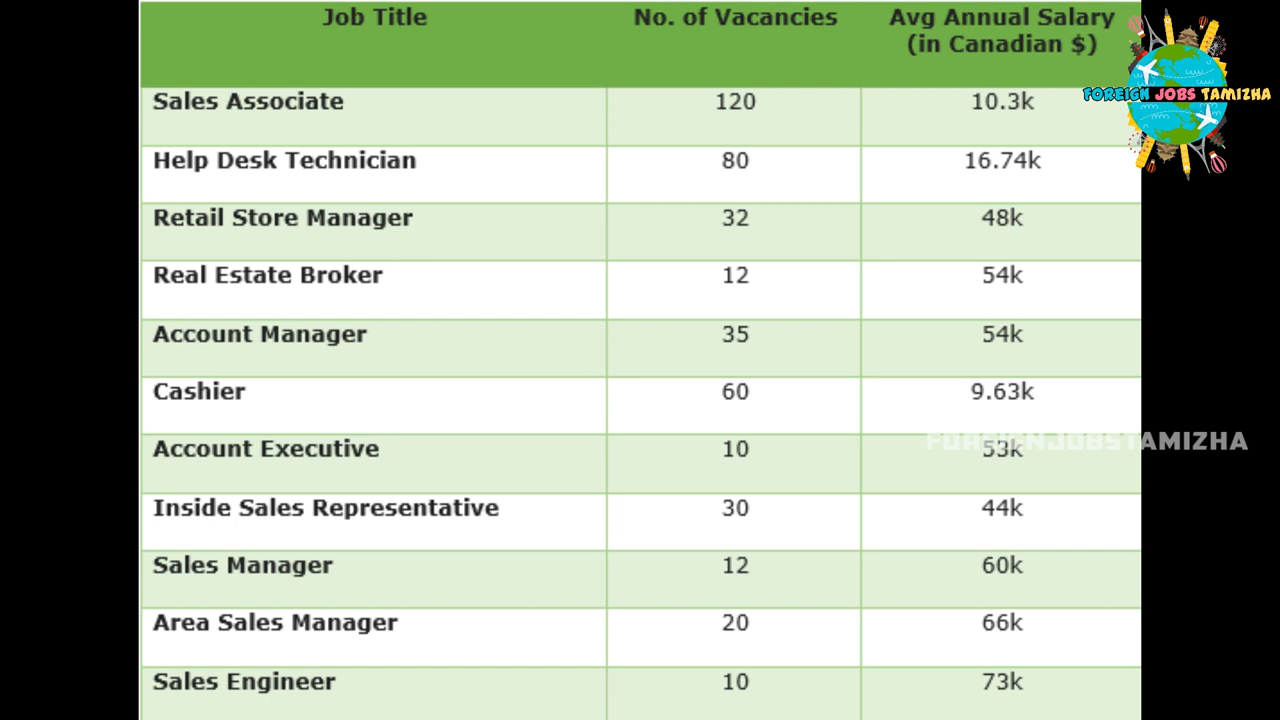 Job Title No. of Vacancies Avg Annual Salary
(in Canadian $)
FOREIGN JOBS TAMIZHA
Sales Associate 120 10.3k
Help Desk Technician 80 16.74k
Retail Store Manager 32 48k
Real Estate Broker 12 54k
Account Manager 35 54k
Cashier 60 9.63k
FOREIGNJOBSTAMIZHA
Account Executive 10 53k
Inside Sales Representative 30 44k
Sales Manager 12 60k
Area Sales Manager 20 66k
Sales Engineer 10 73k